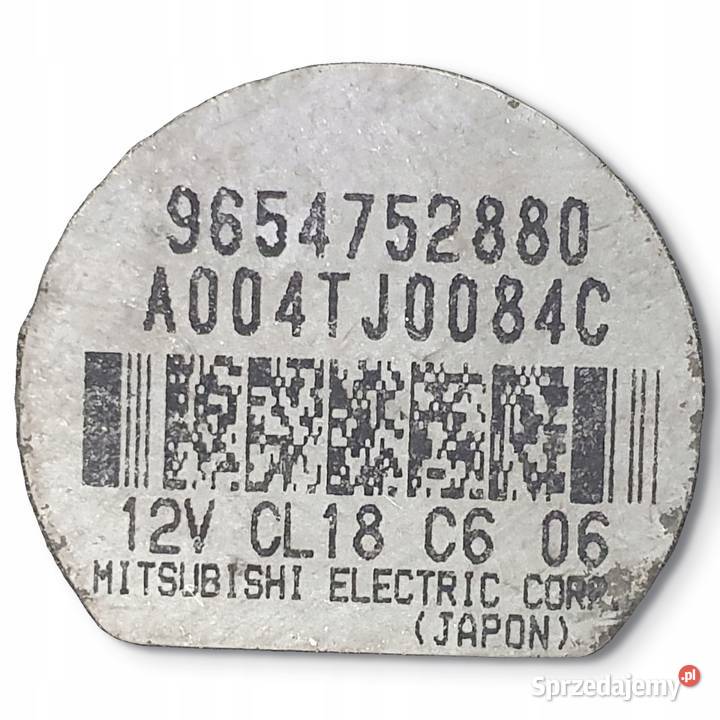 9654752880
A004TJ0084C
12V CL18 C6 06
MITSUBISHI ELECTRIC CORP.
(JAPON)
Sprzedajemy.pl